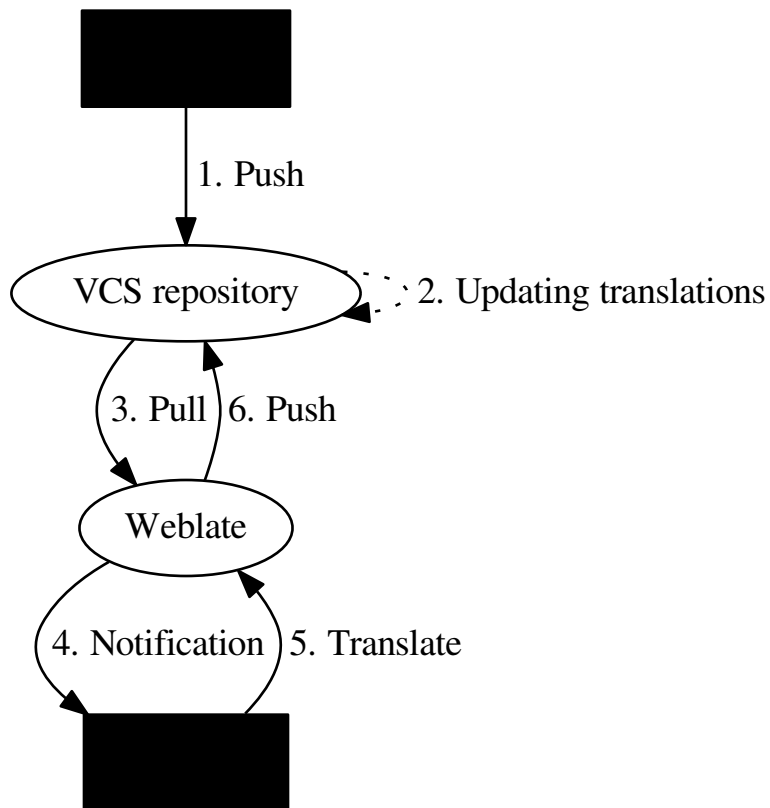 1. Push
VCS repository
2. Updating translations
3. Pull
6. Push
Weblate
4. Notification
5. Translate